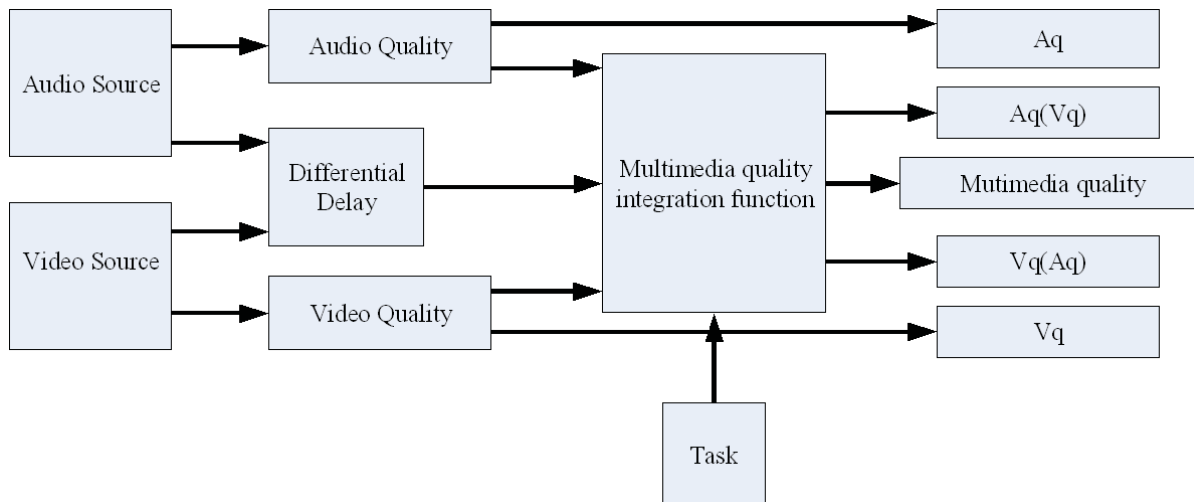 Audio Source
Audio Quality
Aq
Aq(Vq)
Differential
Delay
Multimedia quality
integration function
Mutimedia quality
Video Source
Video Quality
Vq(Aq)
Vq
Task